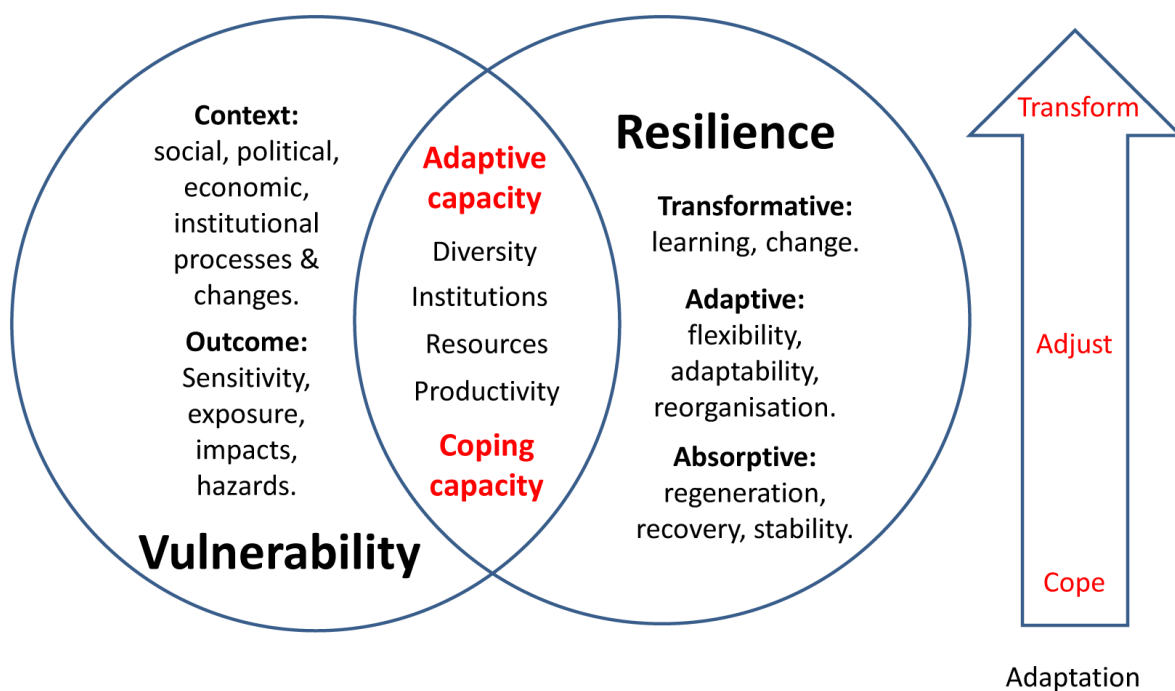 Context:
social, political,
economic,
institutional
processes &
changes.
Outcome:
Sensitivity,
exposure,
impacts,
hazards.
Vulnerability
Adaptive
capacity
Diversity
Institutions
Resources
Productivity
Coping
capacity
Resilience
Transformative:
learning, change.
Adaptive:
flexibility,
adaptability,
reorganisation.
Absorptive:
regeneration,
recovery, stability.
Transform
Adjust
Cope
Adaptation